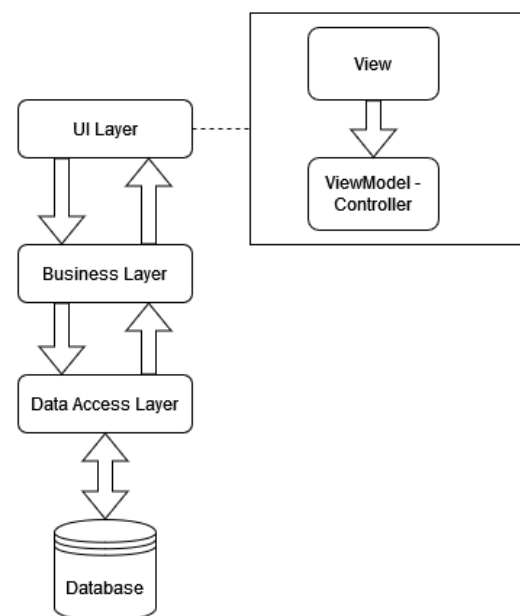 View
UI Layer
ViewModel -
Controller
Business Layer
Data Access Layer
Database